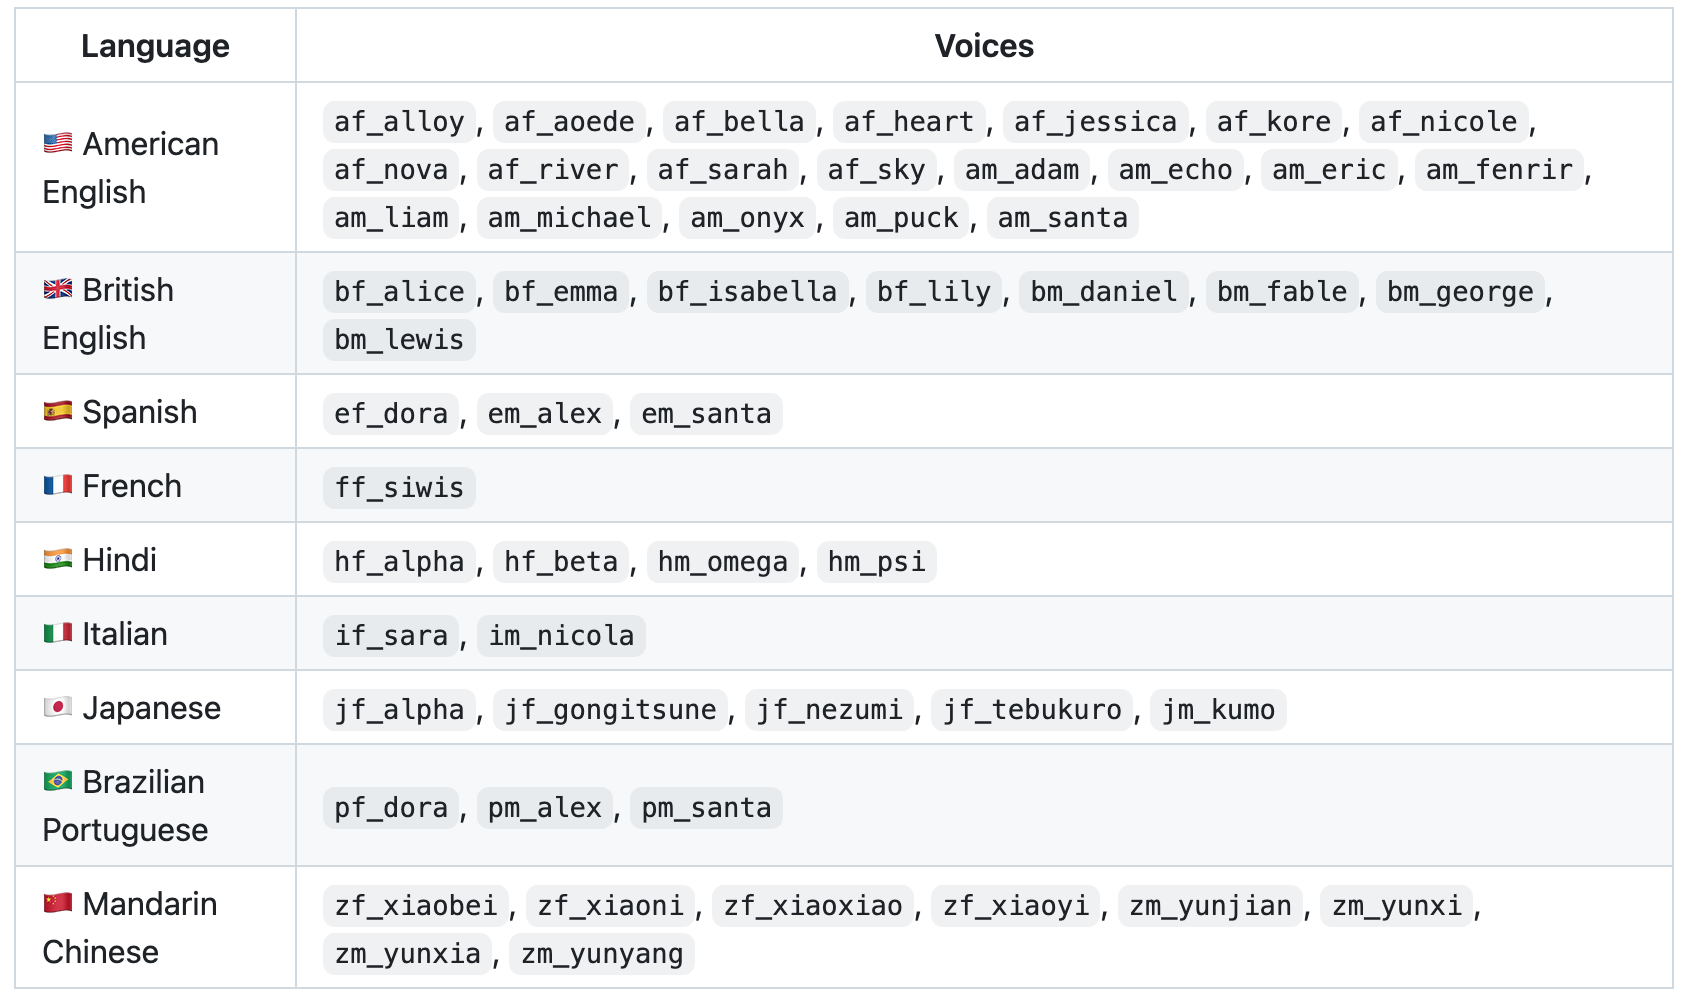 Language Voices
🇺🇸 American English
af_alloy, af_aoede, af_bella, af_heart, af_jessica, af_kore, af_nicole,
af_nova, af_river, af_sarah, af_sky, am_adam, am_echo, am_eric, am_fenrir,
am_liam, am_michael, am_onyx, am_puck, am_santa
🇬🇧 British English
bf_alice, bf_emma, bf_isabella, bf_lily, bm_daniel, bm_fable, bm_george,
bm_lewis
🇪🇸 Spanish
ef_dora, em_alex, em_santa
🇫🇷 French
ff_siwis
🇮🇳 Hindi
hf_alpha, hf_beta, hm_omega, hm_psi
🇮🇹 Italian
if_sara, im_nicola
🇯🇵 Japanese
jf_alpha, jf_gongitsune, jf_nezumi, jf_tebukuro, jm_kumo
🇧🇷 Brazilian Portuguese
pf_dora, pm_alex, pm_santa
🇨🇳 Mandarin Chinese
zf_xiaobei, zf_xiaoni, zf_xiaoxiao, zf_xiaoyi, zm_yunjian, zm_yunxi,
zm_yunxia, zm_yunyang